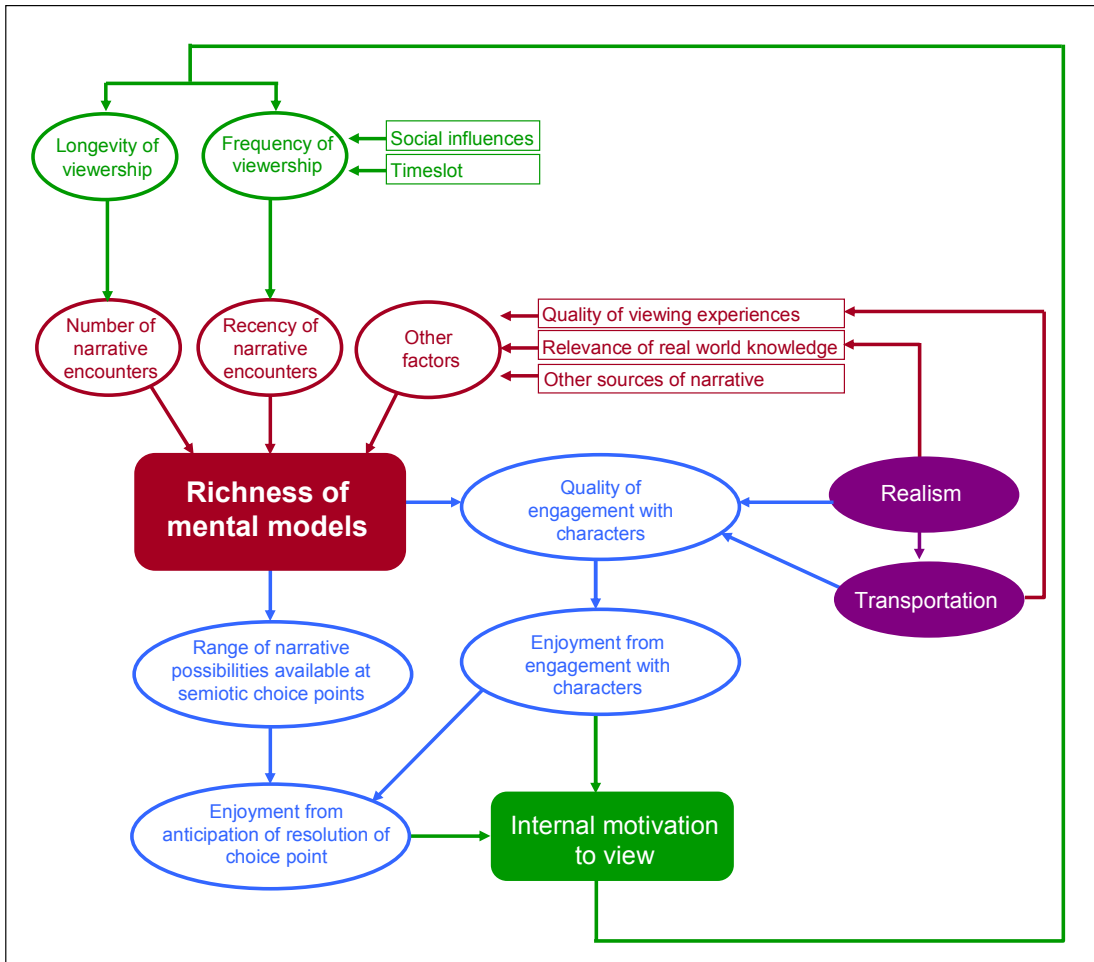 Longevity of
viewership
Frequency of
viewership
Social influences
Timeslot
Number of
narrative
encounters
Recency of
narrative
encounters
Other
factors
Quality of viewing experiences
Relevance of real world knowledge
Other sources of narrative
Richness of
mental models
Quality of
engagement with
characters
Realism
Transportation
Range of narrative
possibilities available at
semiotic choice points
Enjoyment from
engagement with
characters
Enjoyment from
anticipation of resolution of
choice point
Internal motivation
to view